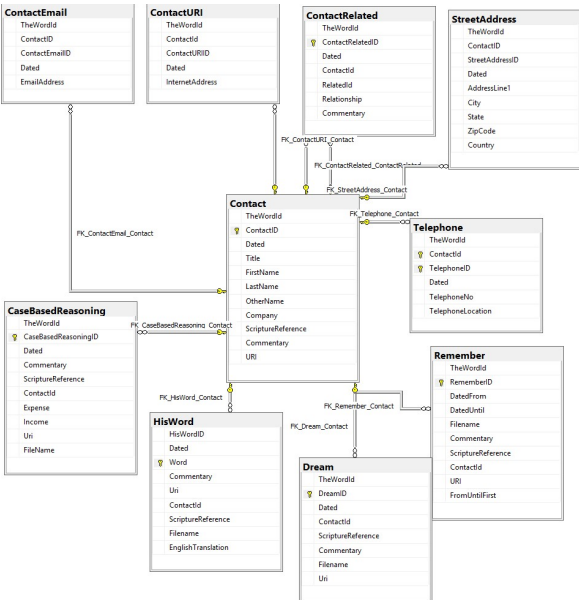 ContactEmail
TheWordId
ContactID
ContactEmailID
Dated
EmailAddress
ContactURI
TheWordId
ContactId
ContactURIID
Dated
InternetAddress
ContactRelated
TheWordId
ContactRelatedID
Dated
ContactId
RelatedId
Relationship
Commentary
StreetAddress
TheWordId
ContactID
StreetAddressID
Dated
AddressLine1
City
State
ZipCode
Country
FK_ContactURI_Contact
FK_ContactRelated_ContactRelated
FK_StreetAddress_Contact
FK_Telephone_Contact
FK_ContactEmail_Contact
Contact
TheWordId
ContactID
Dated
Title
FirstName
LastName
OtherName
Company
ScriptureReference
Commentary
URI
Telephone
TheWordId
ContactId
TelephoneID
Dated
TelephoneNo
TelephoneLocation
CaseBasedReasoning
TheWordId
CaseBasedReasoningID
Dated
Commentary
ScriptureReference
ContactId
Expense
Income
Uri
FileName
FK_CaseBasedReasoning_Contact
FK_HisWord_Contact
FK_Remember_Contact
FK_Dream_Contact
Remember
TheWordId
RememberID
DatedFrom
DatedUntil
Filename
Commentary
ScriptureReference
ContactId
URI
FromUntilFirst
HisWord
HisWordID
Dated
Word
Commentary
Uri
ContactId
ScriptureReference
Filename
EnglishTranslation
Dream
TheWordId
DreamID
Dated
ContactId
ScriptureReference
Commentary
Filename
Uri